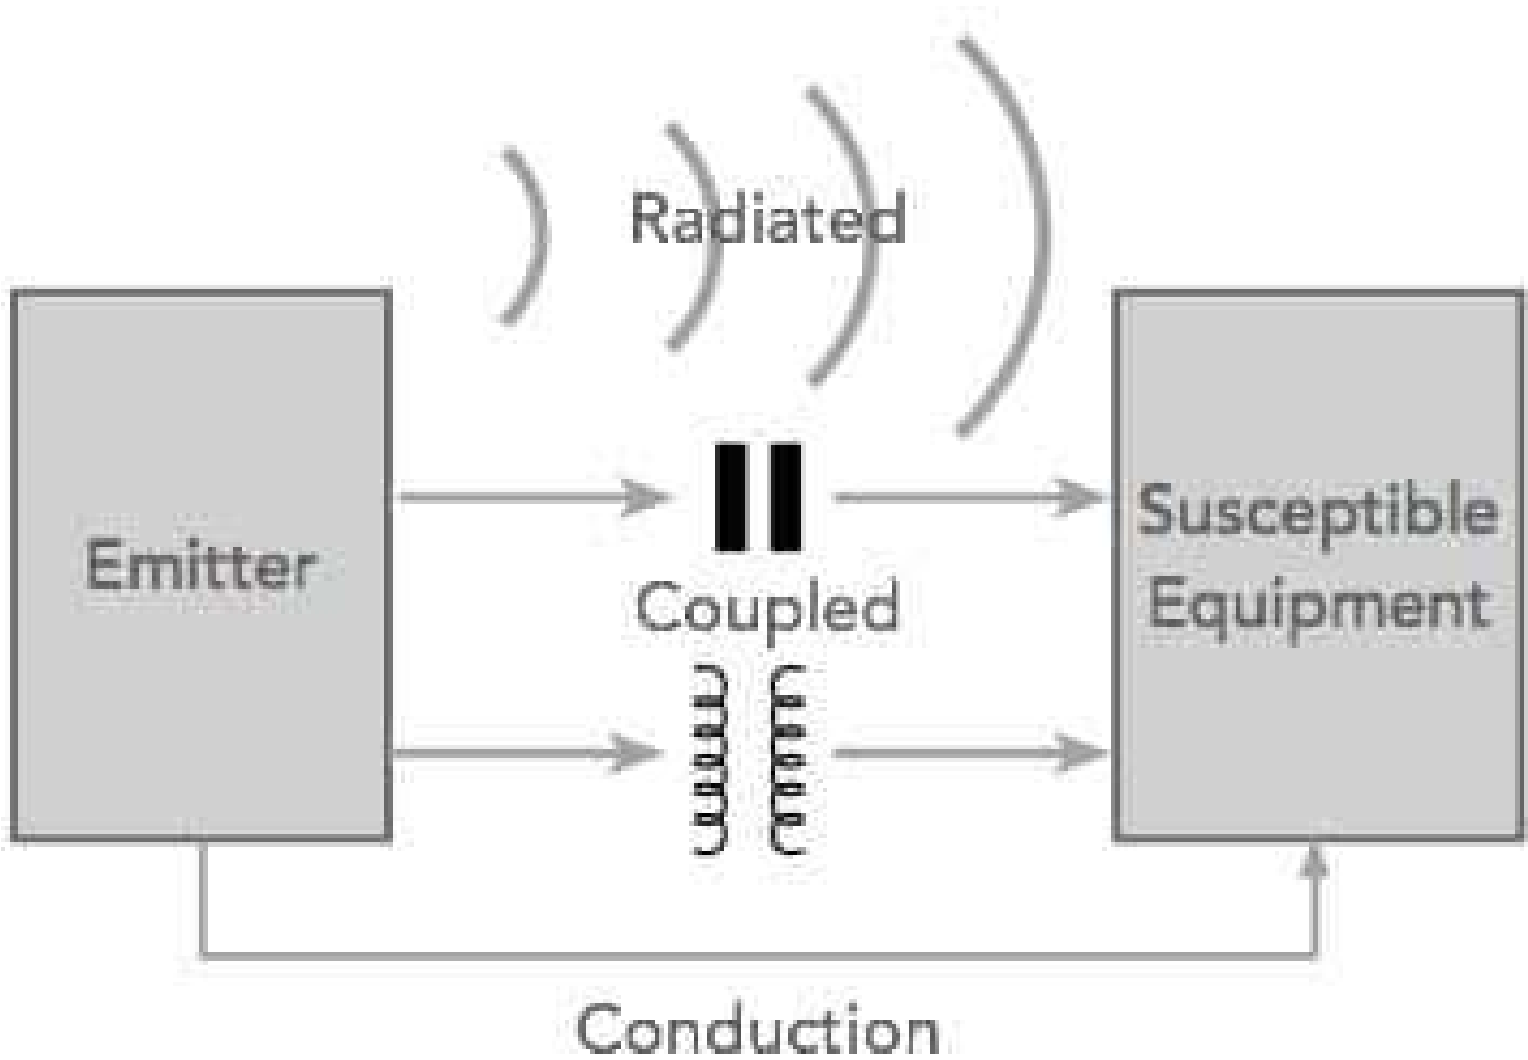 Radiated
Emitter
Coupled
Susceptible
Equipment
Conduction